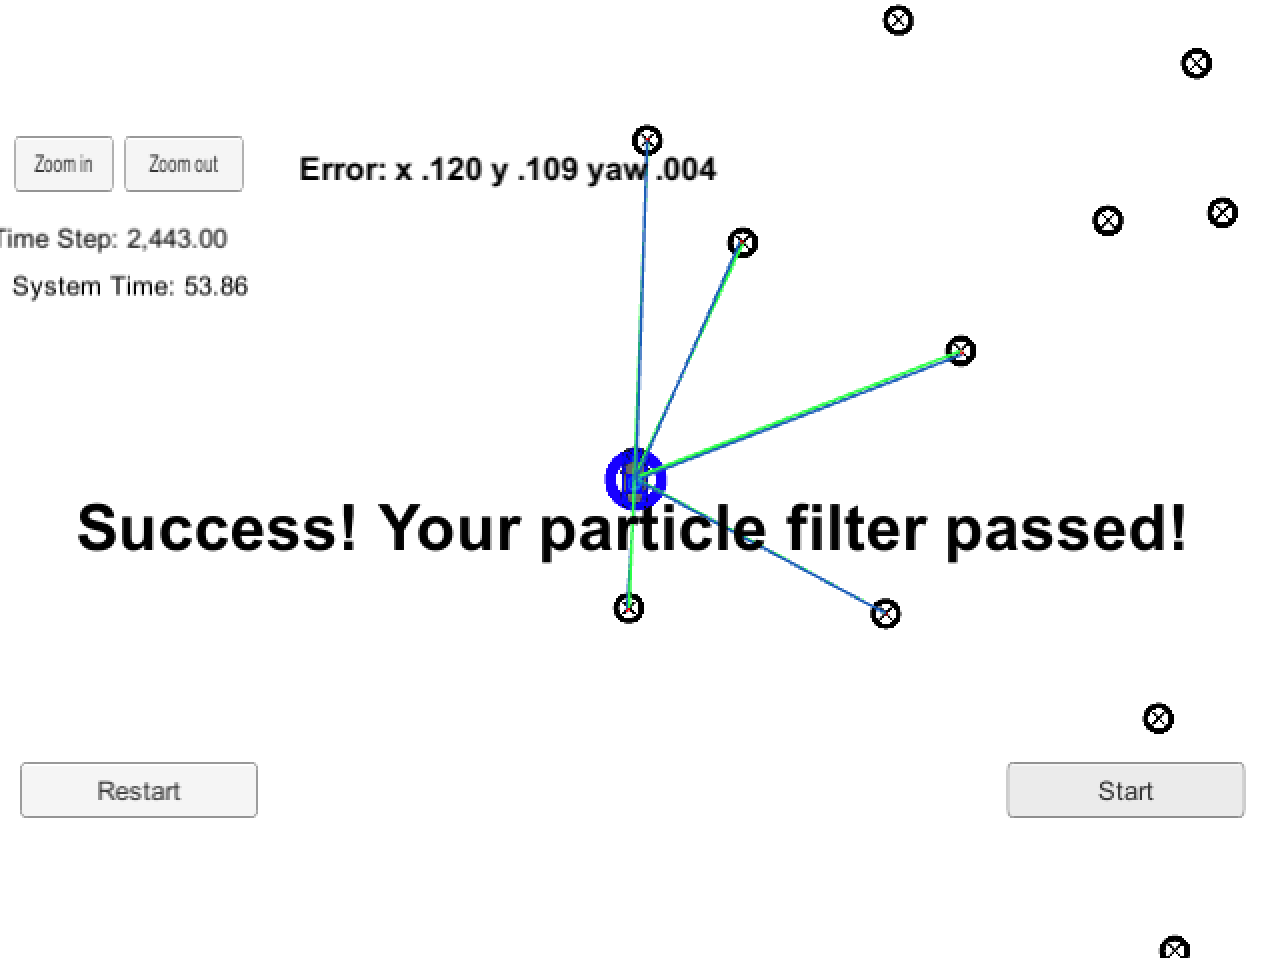 Zoom in
Zoom out
Error: x .120 y .109 yaw .004
Time Step: 2,443.00
System Time: 53.86
Success! Your particle filter passed!
Restart
Start